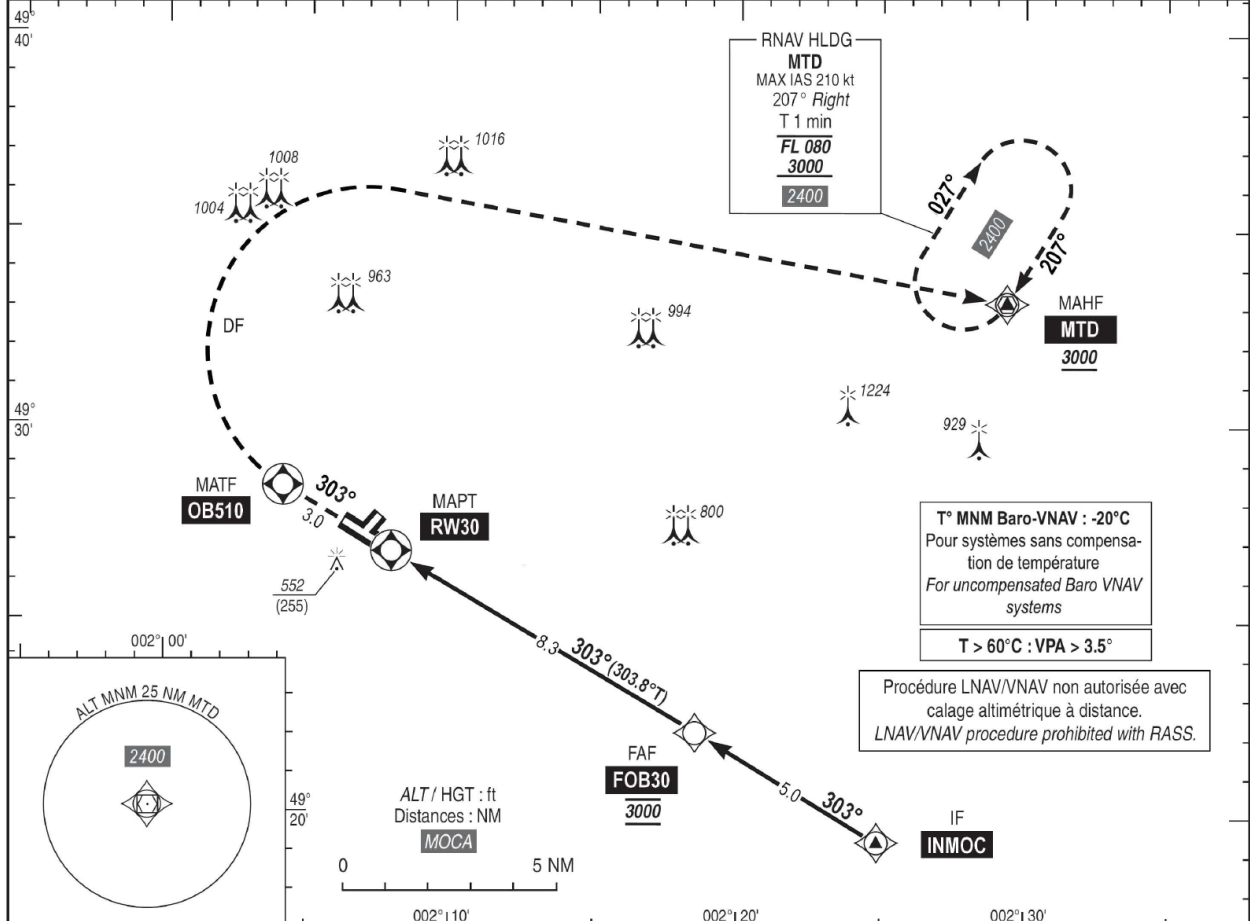 49°
40'
RNAV HLDG
MTD
MAX IAS 210 kt
207° Right
T 1 min
FL 080
3000
2400
1016
1008
1004
027°
2400
207°
963
DF
994
MAHF
MTD
3000
1224
929
49°
30'
MATF
OB510
303°
3.0
MAPT
RW30
800
552
(255)
T° MNM Baro-VNAV : -20°C
Pour systèmes sans compensa-
tion de température
For uncompensated Baro VNAV
systems
T > 60°C : VPA > 3.5°
Procédure LNAV/VNAV non autorisée avec
calage altimétrique à distance.
LNAV/VNAV procedure prohibited with RASS.
8.3 303° (303.8°T)
002° 00'
ALT MNM 25 NM MTD
2400
FAF
FOB30
3000
5.0 303°
IF
INMOC
49°
20'
ALT / HGT : ft
Distances : NM
MOCA
0 5 NM
002° 10' 002° 20' 002° 30'